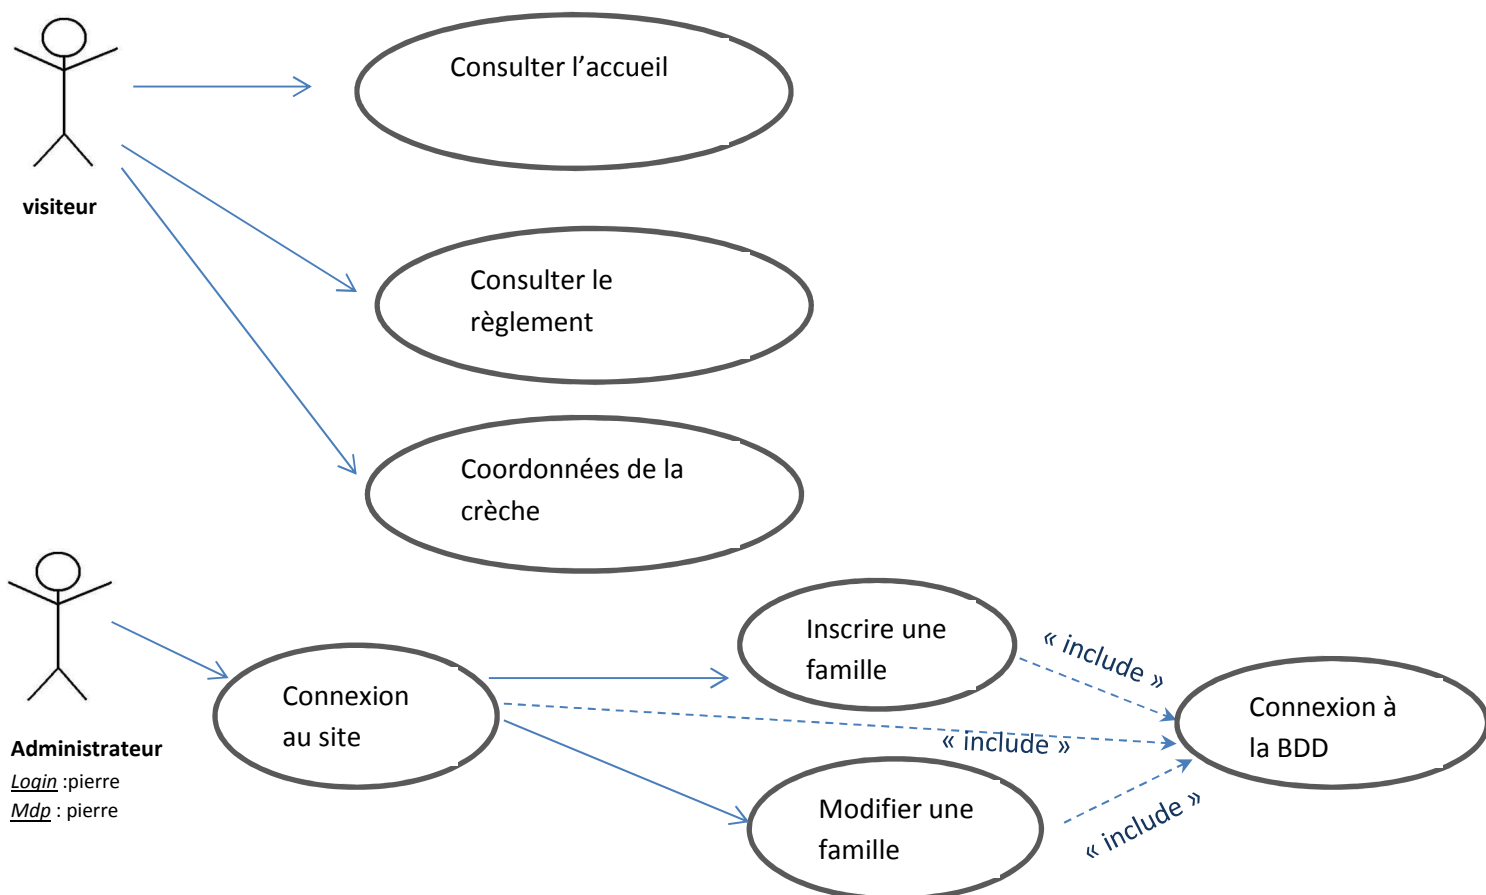 Consulter l’accueil
visiteur
Consulter le
règlement
Coordonnées de la
crèche
Inscrire une
famille
« include »
Connexion
au site
Connexion à
la BDD
« include »
Administrateur
Login :pierre
Mdp : pierre
Modifier une
famille
« include »